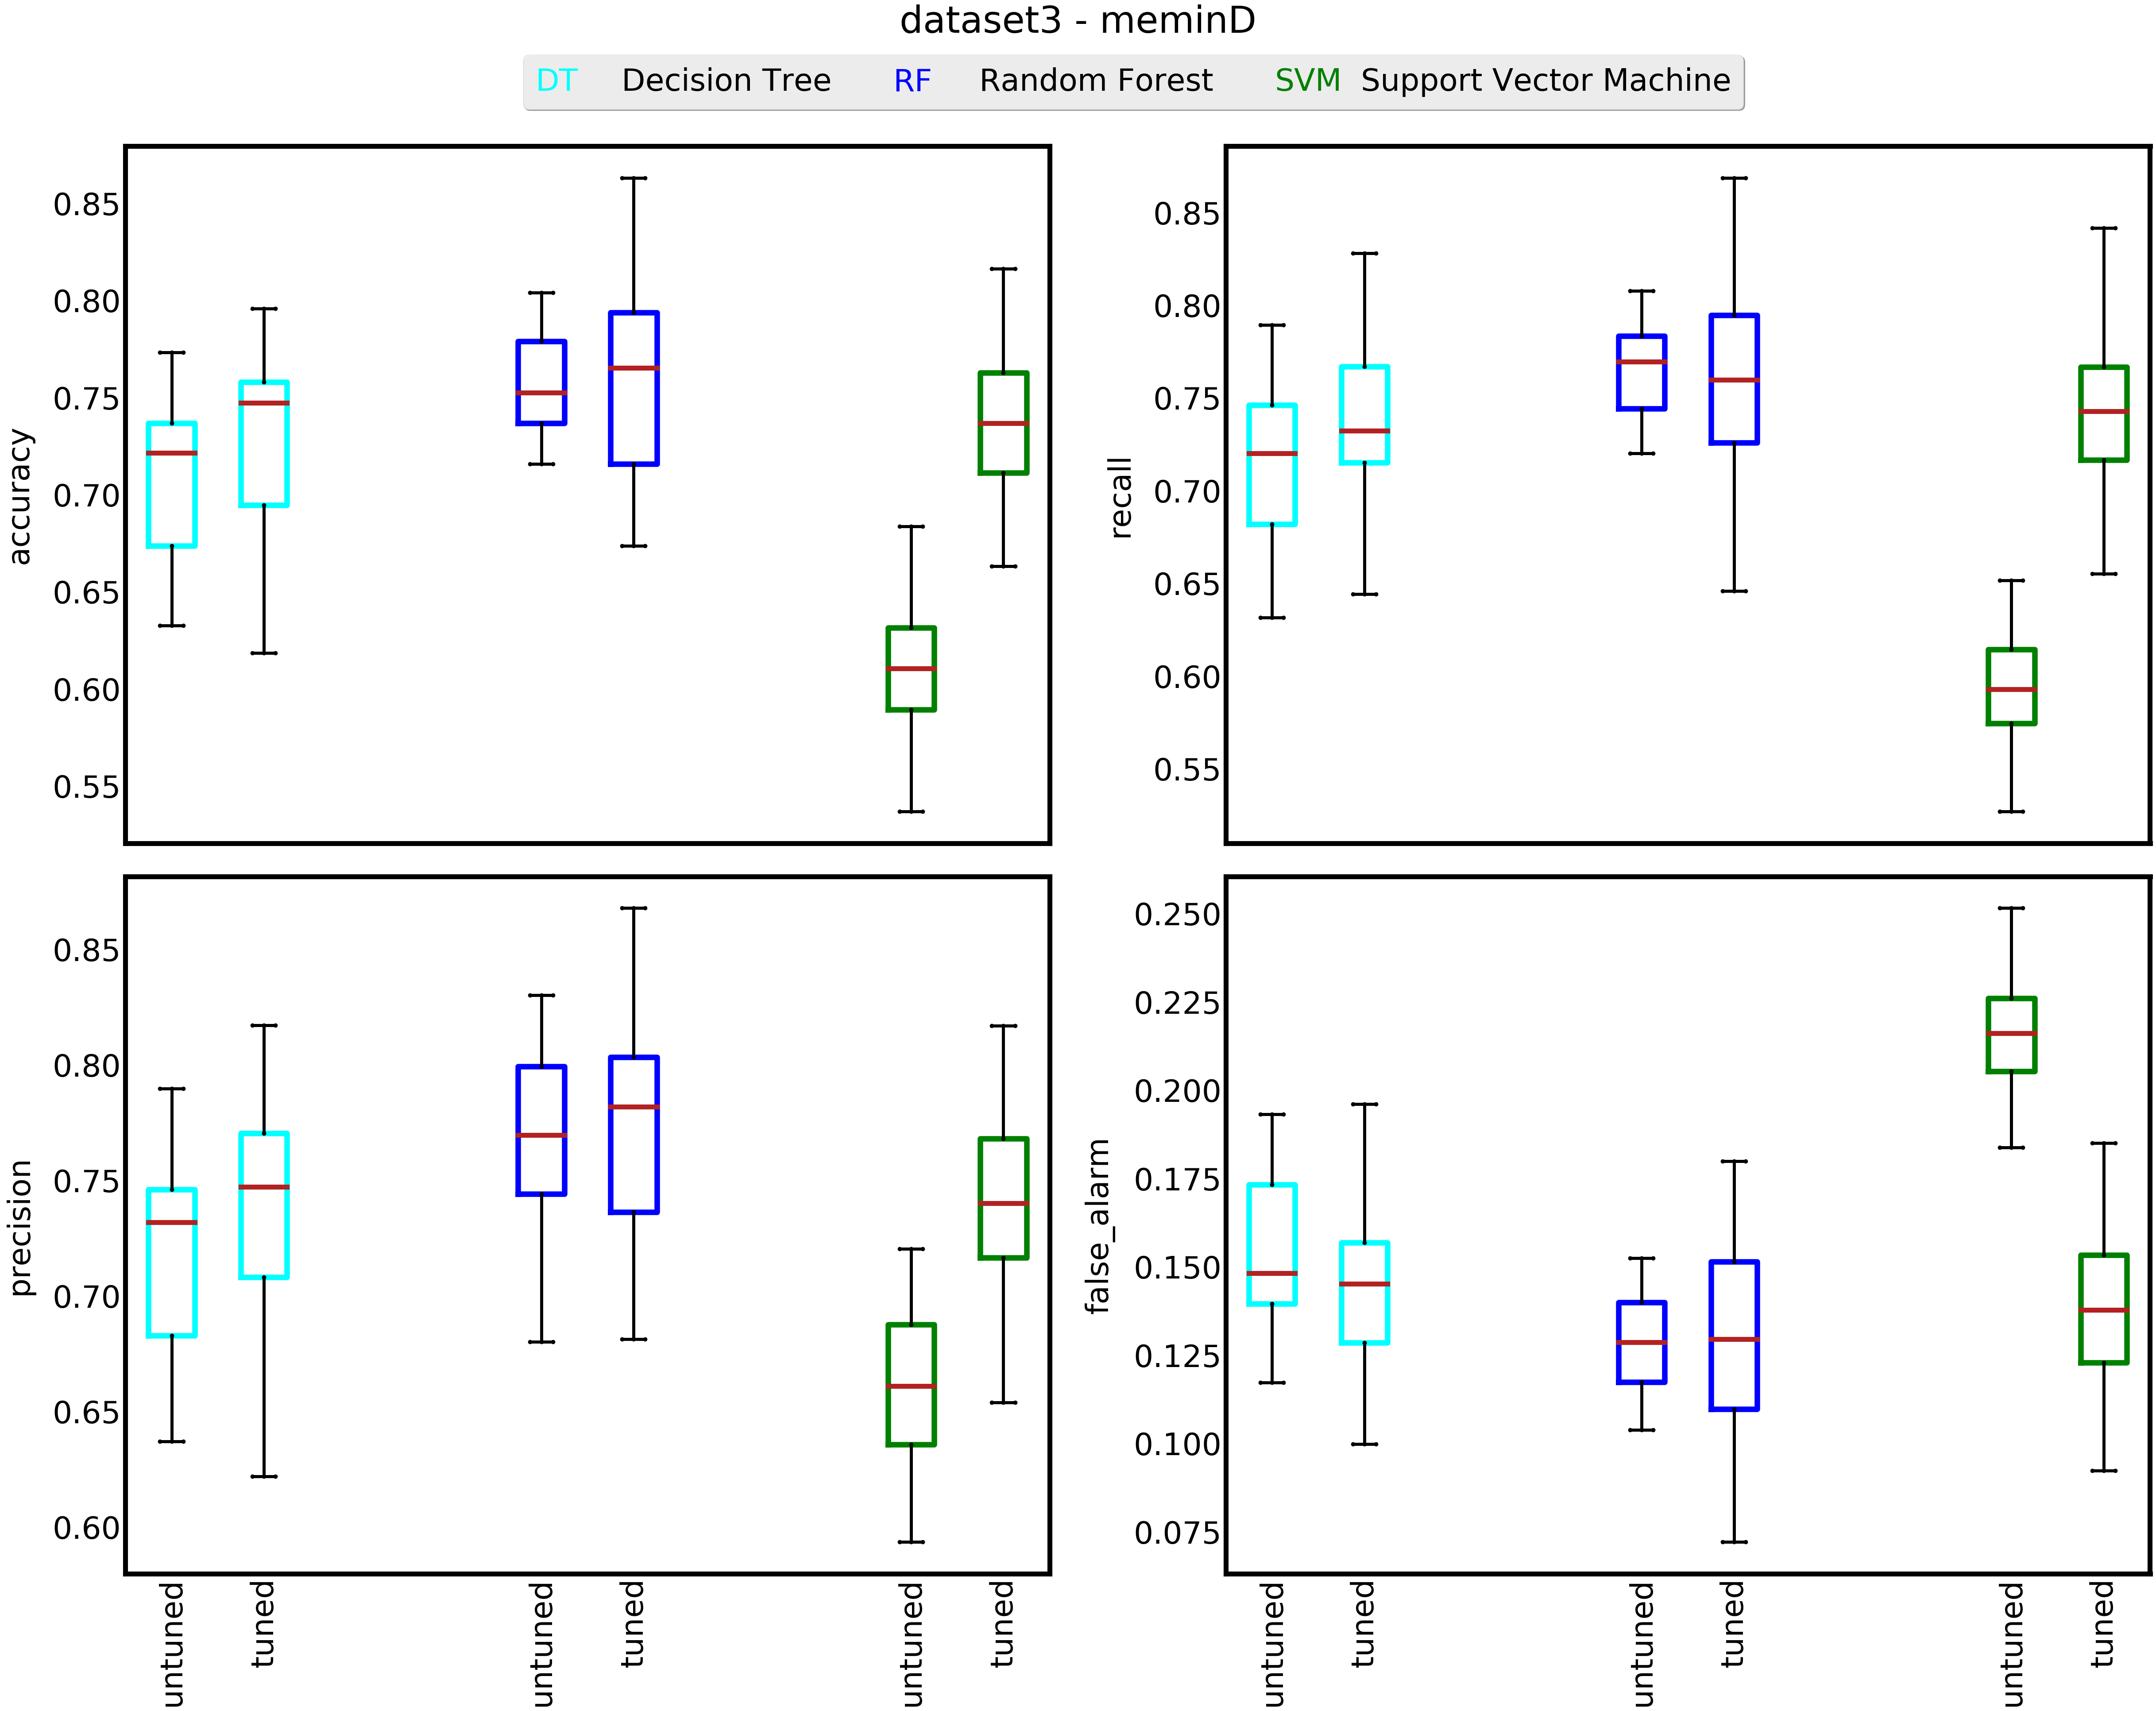 dataset3 - meminD
DT Decision Tree RF Random Forest SVM Support Vector Machine
accuracy
0.85
0.80
0.75
0.70
0.65
0.60
0.55
recall
0.85
0.80
0.75
0.70
0.65
0.60
0.55
precision
0.85
0.80
0.75
0.70
0.65
0.60
false_alarm
0.250
0.225
0.200
0.175
0.150
0.125
0.100
0.075
untuned
tuned
untuned
tuned
untuned
tuned
untuned
tuned
untuned
tuned
untuned
tuned